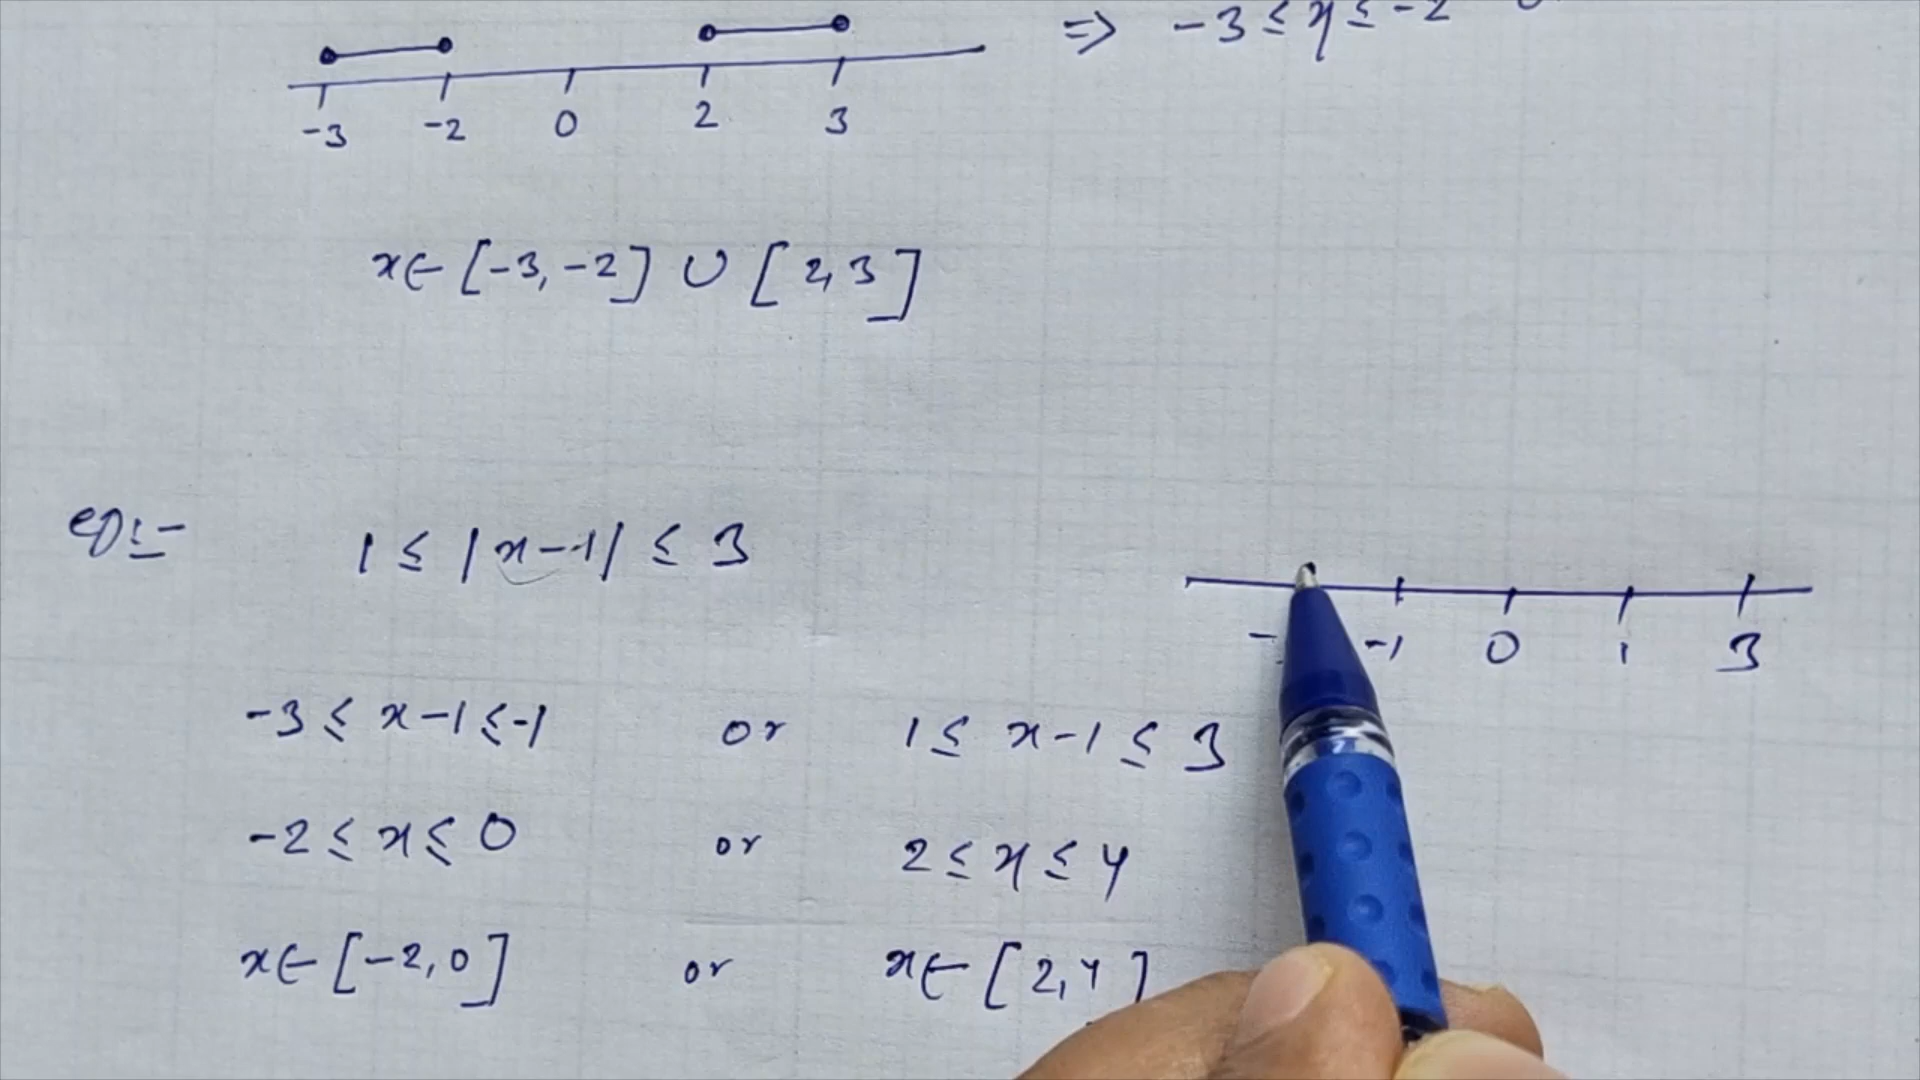 ⇒ -3 ≤ x ≤ -2
-3 -2 0 2 3
x∈ [-3, -2] ∪ [2, 3]
eg:- 1 ≤ |x-1| ≤ 3
-1 0 1 3
-3 ≤ x-1 ≤ -1 or 1 ≤ x-1 ≤ 3
-2 ≤ x ≤ 0 or 2 ≤ x ≤ 4
x∈ [-2, 0] or x∈ [2, 4]